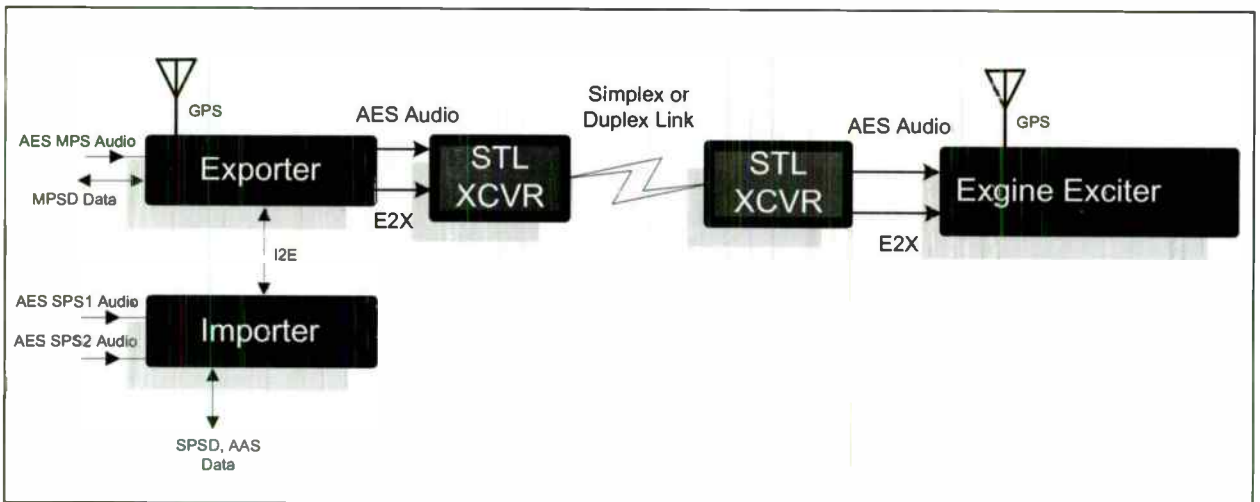 GPS
AES MPS Audio
MPSD Data
Exporter
AES Audio
E2X
STL
XCVR
Simplex or
Duplex Link
STL
XCVR
AES Audio
E2X
GPS
Exgine Exciter
I2E
AES SPS1 Audio
AES SPS2 Audio
Importer
SPSD, AAS
Data